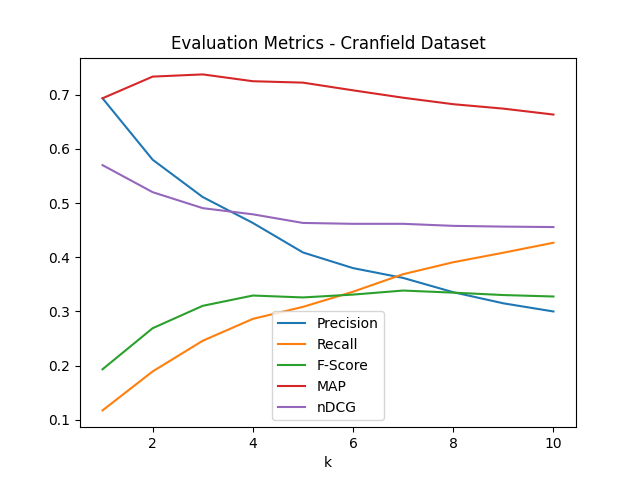 Evaluation Metrics - Cranfield Dataset
0.7
0.6
0.5
0.4
0.3
0.2
0.1
Precision
Recall
F-Score
MAP
nDCG
2
4
6
8
10
k